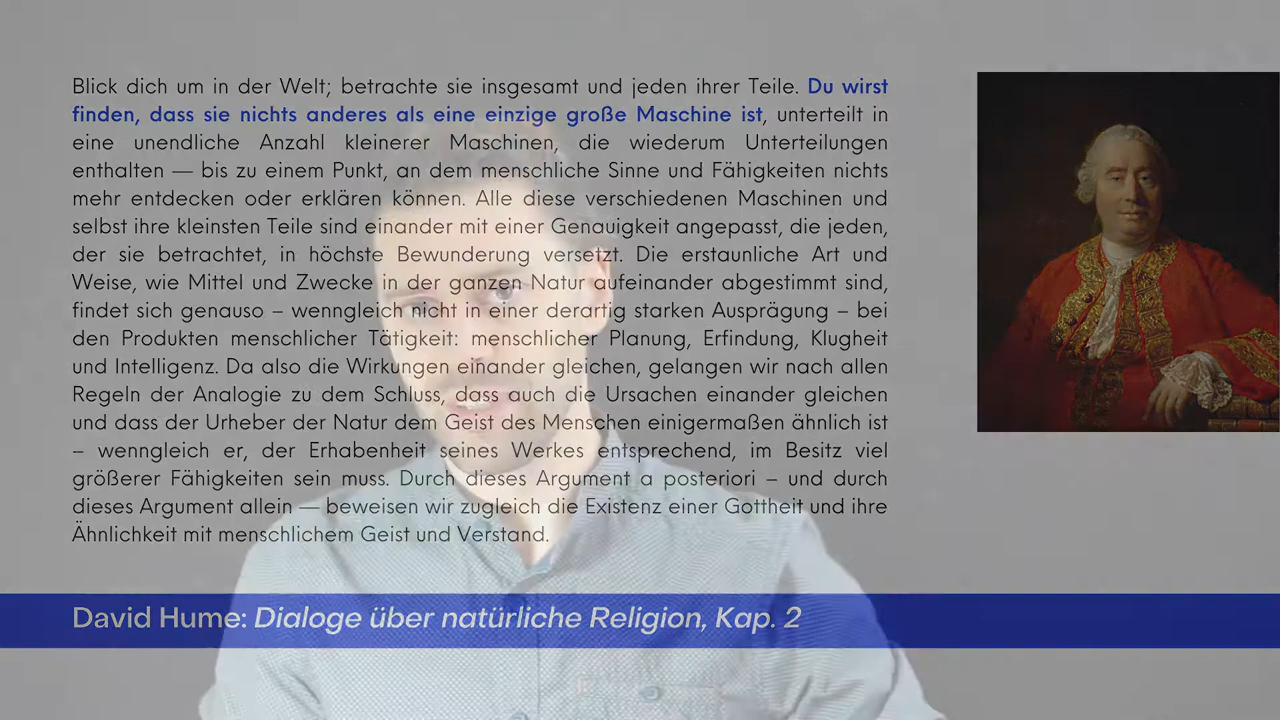 Blick dich um in der Welt; betrachte sie insgesamt und jeden ihrer Teile. Du wirst
finden, dass sie nichts anderes als eine einzige große Maschine ist, unterteilt in
eine unendliche Anzahl kleinerer Maschinen, die wiederum Unterteilungen
enthalten — bis zu einem Punkt, an dem menschliche Sinne und Fähigkeiten nichts
mehr entdecken oder erklären können. Alle diese verschiedenen Maschinen und
selbst ihre kleinsten Teile sind einander mit einer Genauigkeit angepasst, die jeden,
der sie betrachtet, in höchste Bewunderung versetzt. Die erstaunliche Art und
Weise, wie Mittel und Zwecke in der ganzen Natur aufeinander abgestimmt sind,
findet sich genauso – wenngleich nicht in einer derartig starken Ausprägung – bei
den Produkten menschlicher Tätigkeit: menschlicher Planung, Erfindung, Klugheit
und Intelligenz. Da also die Wirkungen einander gleichen, gelangen wir nach allen
Regeln der Analogie zu dem Schluss, dass auch die Ursachen einander gleichen
und dass der Urheber der Natur dem Geist des Menschen einigermaßen ähnlich ist
– wenngleich er, der Erhabenheit seines Werkes entsprechend, im Besitz viel
größerer Fähigkeiten sein muss. Durch dieses Argument a posteriori – und durch
dieses Argument allein — beweisen wir zugleich die Existenz einer Gottheit und ihre
Ähnlichkeit mit menschlichem Geist und Verstand.
David Hume: Dialoge über natürliche Religion, Kap. 2